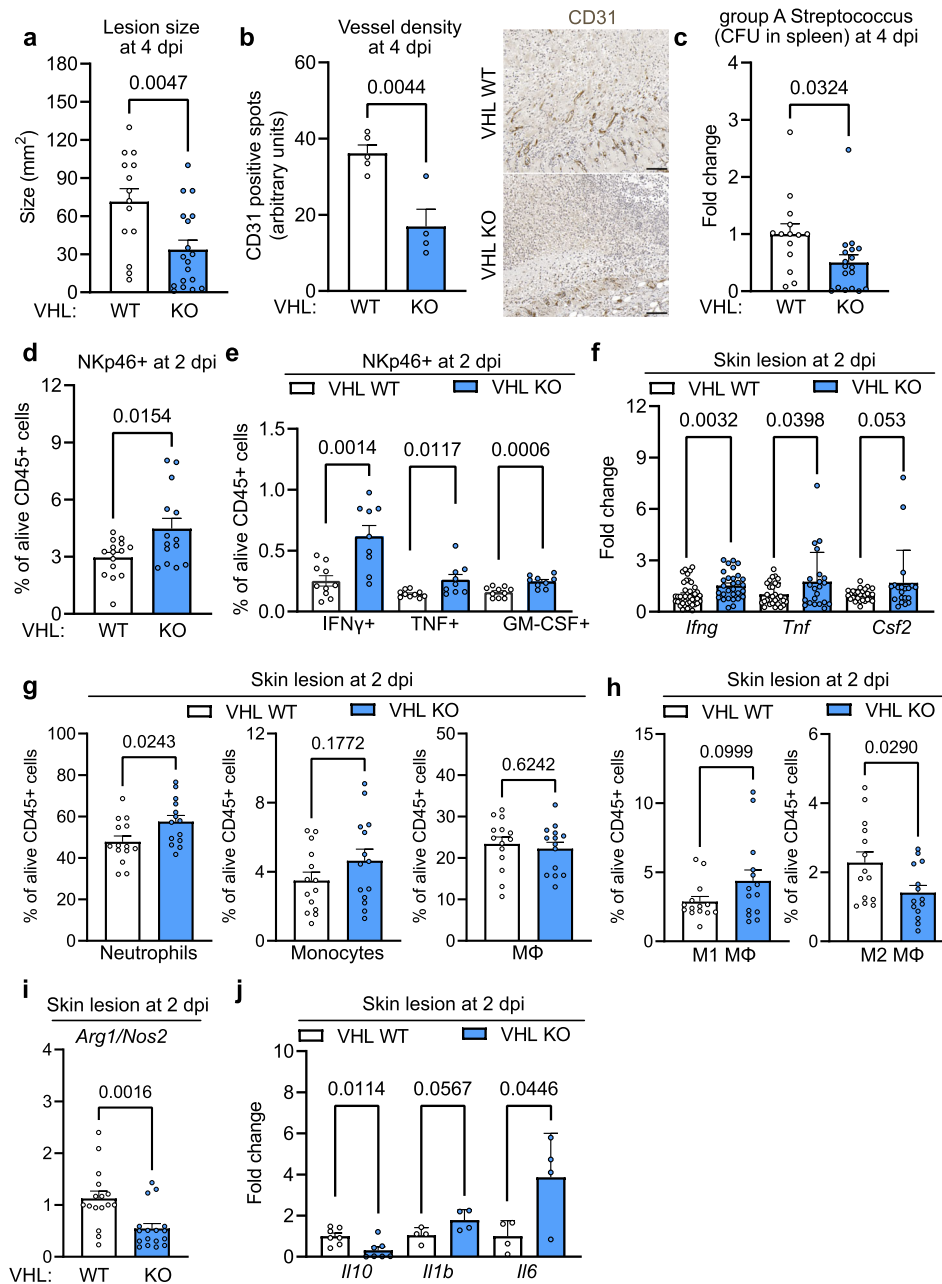 a
Lesion size
at 4 dpi
Size (mm²)
180
150
120
90
60
30
0
0.0047
VHL:
WT
KO
b
Vessel density
at 4 dpi
CD31 positive spots
(arbitrary units)
60
40
20
0
0.0044
VHL:
WT
KO
CD31
VHL WT
VHL KO
c
group A Streptococcus
(CFU in spleen) at 4 dpi
Fold change
4
3
2
1
0
0.0324
VHL:
WT
KO
d
NKp46+ at 2 dpi
% of alive CD45+ cells
12
9
6
3
0
0.0154
VHL:
WT
KO
e
NKp46+ at 2 dpi
VHL WT
VHL KO
% of alive CD45+ cells
1.5
1.0
0.5
0.0
0.0014
0.0117
0.0006
IFNγ+
TNF+
GM-CSF+
f
Skin lesion at 2 dpi
VHL WT
VHL KO
Fold change
12
9
6
3
0
0.0032
0.0398
0.053
Ifng
Tnf
Csf2
g
Skin lesion at 2 dpi
VHL WT
VHL KO
% of alive CD45+ cells
100
80
60
40
20
0
0.0243
Neutrophils
% of alive CD45+ cells
12
8
4
0
0.1772
Monocytes
% of alive CD45+ cells
50
40
30
20
10
0
0.6242
MΦ
h
Skin lesion at 2 dpi
VHL WT
VHL KO
% of alive CD45+ cells
15
10
5
0
0.0999
M1 MΦ
% of alive CD45+ cells
6
4
2
0
0.0290
M2 MΦ
i
Skin lesion at 2 dpi
Arg1/Nos2
4
3
2
1
0
0.0016
VHL:
WT
KO
j
Skin lesion at 2 dpi
VHL WT
VHL KO
Fold change
10
8
6
4
2
0
0.0114
0.0567
0.0446
Il10
Il1b
Il6